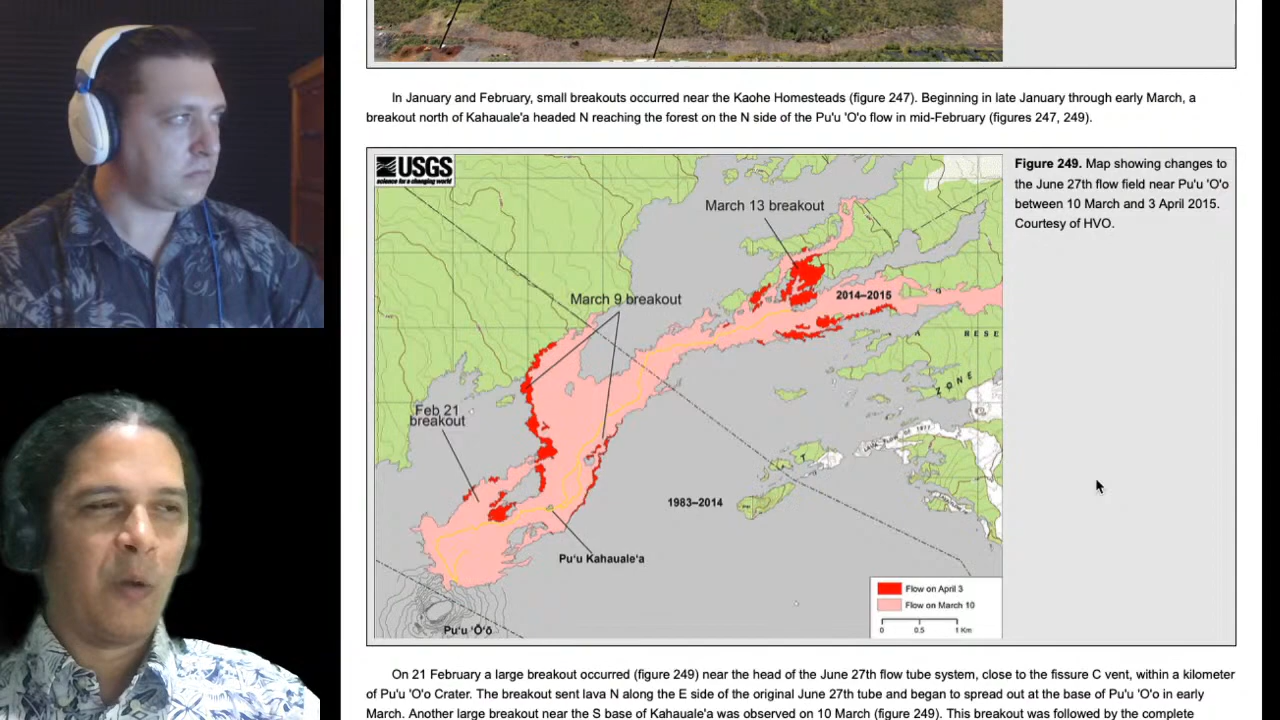 In January and February, small breakouts occurred near the Kaohe Homesteads (figure 247). Beginning in late January through early March, a
breakout north of Kahauale'a headed N reaching the forest on the N side of the Pu'u 'O'o flow in mid-February (figures 247, 249).
USGS
science for a changing world
Figure 249. Map showing changes to
the June 27th flow field near Pu'u 'O'o
between 10 March and 3 April 2015.
Courtesy of HVO.
March 13 breakout
March 9 breakout
2014–2015
RESE
ZONE
Feb 21
breakout
LAVA FLOW OF 1977
1983–2014
Pu‘u Kahauale‘a
Flow on April 3
Flow on March 10
0 0.5 1 Km
Pu‘u ‘Ō‘ō
On 21 February a large breakout occurred (figure 249) near the head of the June 27th flow tube system, close to the fissure C vent, within a kilometer
of Pu'u 'O'o Crater. The breakout sent lava N along the E side of the original June 27th tube and began to spread out at the base of Pu'u 'O'o in early
March. Another large breakout near the S base of Kahauale'a was observed on 10 March (figure 249). This breakout was followed by the complete